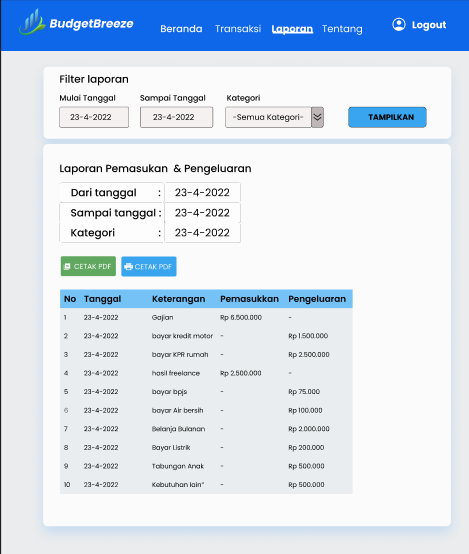 BudgetBreeze Beranda Transaksi Laporan Tentang Logout
Filter laporan
Mulai Tanggal Sampai Tanggal Kategori
23-4-2022 23-4-2022 -Semua Kategori- TAMPILKAN
Laporan Pemasukan & Pengeluaran
Dari tanggal : 23-4-2022
Sampai tanggal : 23-4-2022
Kategori : 23-4-2022
CETAK PDF CETAK PDF
No Tanggal Keterangan Pemasukkan Pengeluaran
1 23-4-2022 Gajian Rp 6.500.000 -
2 23-4-2022 bayar kredit motor - Rp 1.500.000
3 23-4-2022 bayar KPR rumah - Rp 2.500.000
4 23-4-2022 hasil freelance Rp 2.500.000 -
5 23-4-2022 bayar bpjs - Rp 75.000
6 23-4-2022 bayar Air bersih - Rp 100.000
7 23-4-2022 Belanja Bulanan - Rp 2.000.000
8 23-4-2022 Bayar Listrik - Rp 200.000
9 23-4-2022 Tabungan Anak - Rp 500.000
10 23-4-2022 Kebutuhan lain" - Rp 500.000